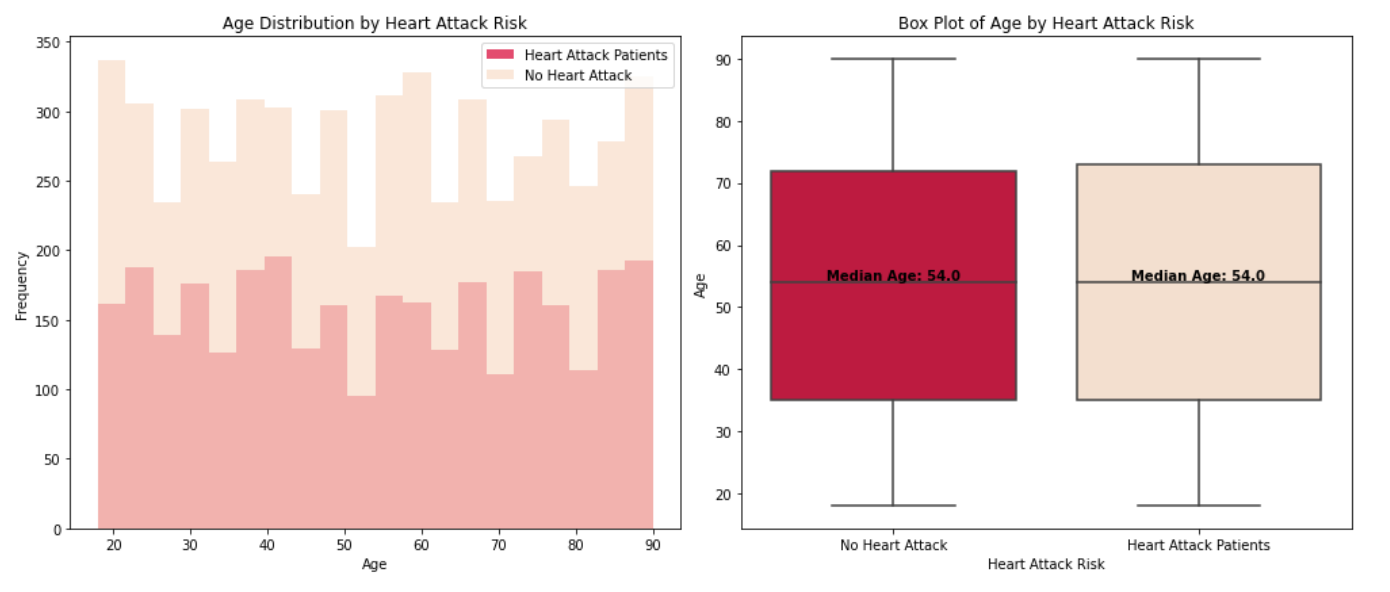 Age Distribution by Heart Attack Risk
350
300
250
200
150
100
50
0
Frequency
Heart Attack Patients
No Heart Attack
20 30 40 50 60 70 80 90
Age
Box Plot of Age by Heart Attack Risk
90
80
70
60
50
40
30
20
Age
Median Age: 54.0
Median Age: 54.0
No Heart Attack
Heart Attack Patients
Heart Attack Risk